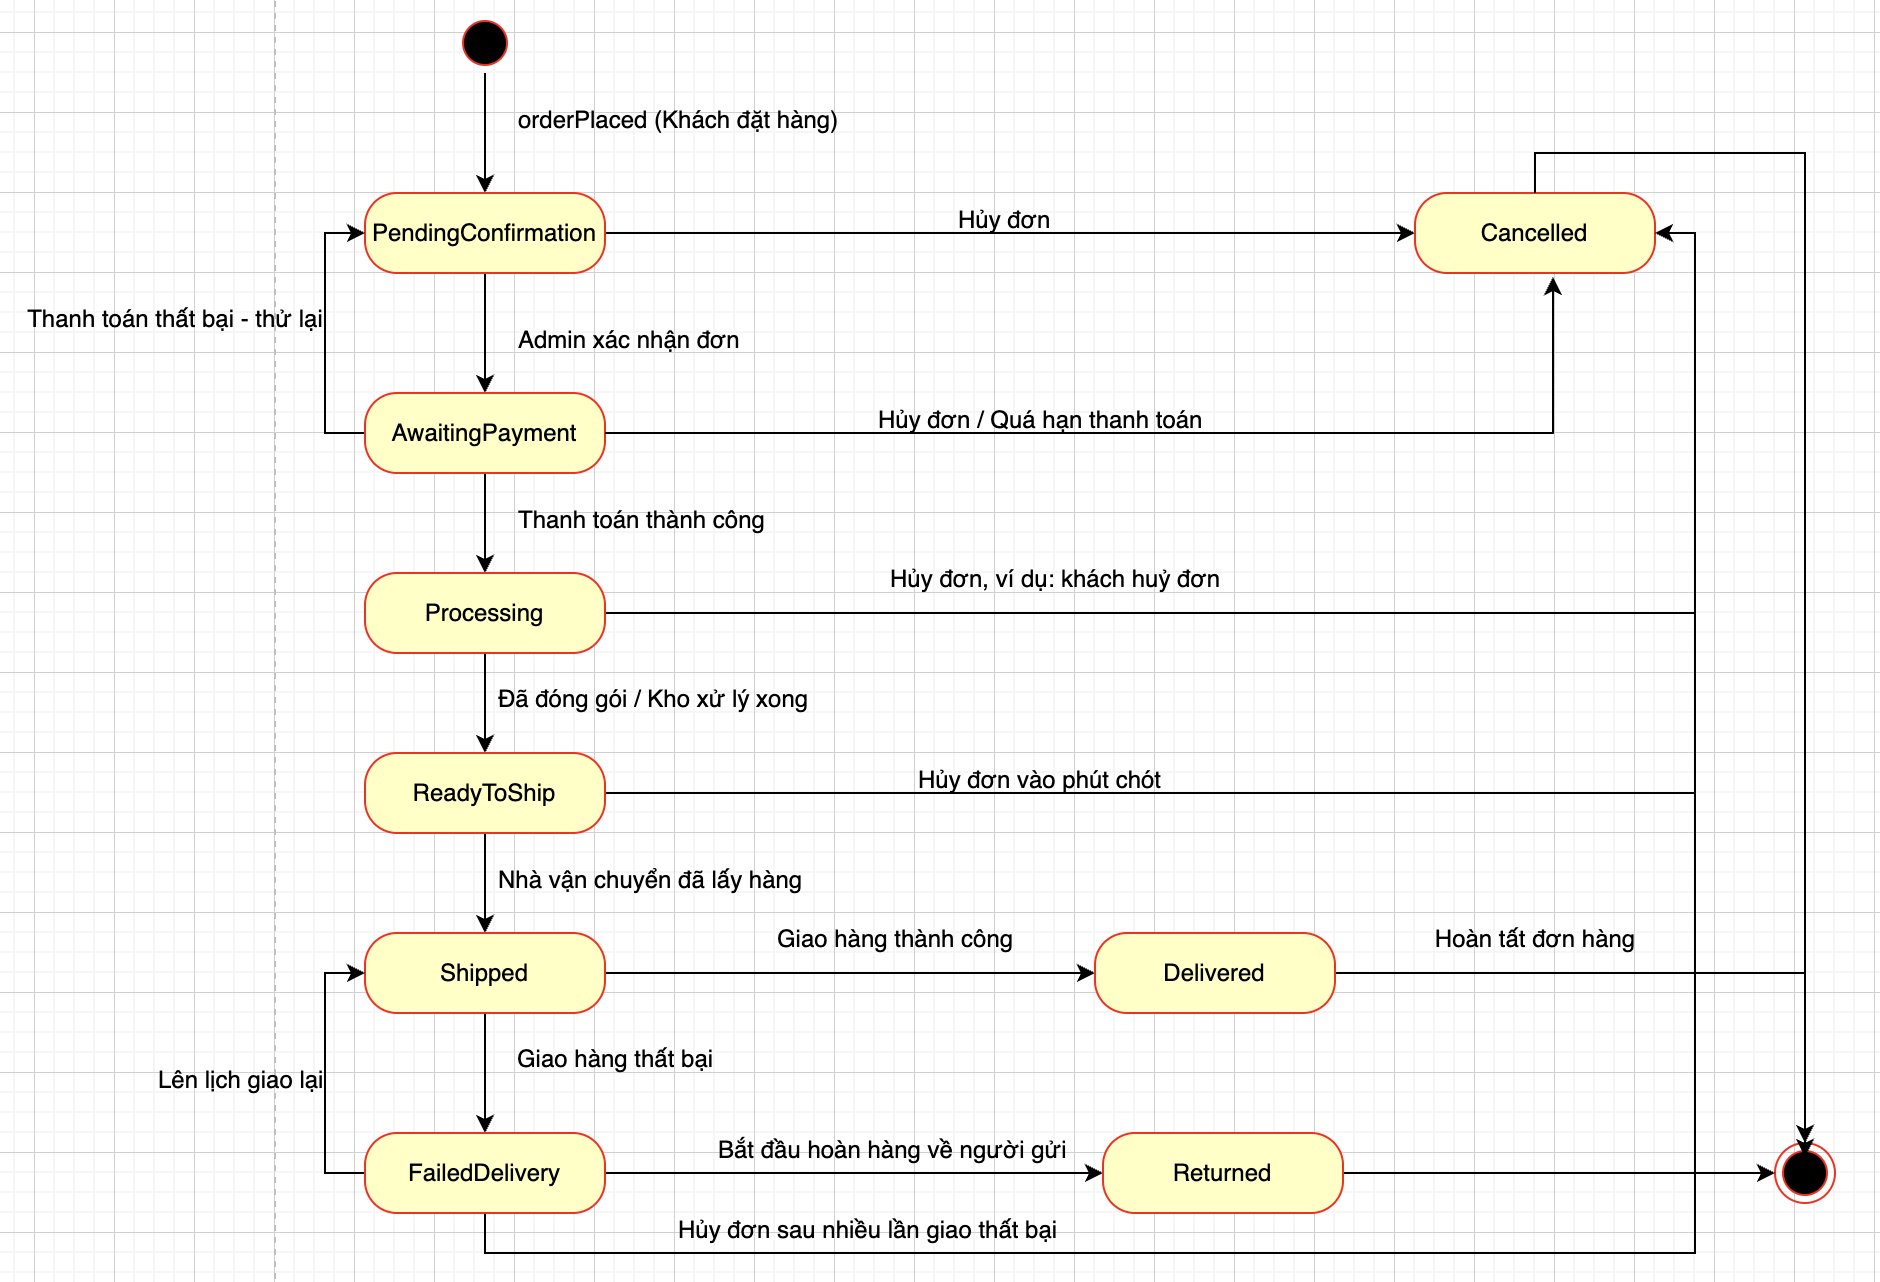 orderPlaced (Khách đặt hàng)
PendingConfirmation
Hủy đơn
Cancelled
Thanh toán thất bại - thử lại
Admin xác nhận đơn
AwaitingPayment
Hủy đơn / Quá hạn thanh toán
Thanh toán thành công
Hủy đơn, ví dụ: khách huỷ đơn
Processing
Đã đóng gói / Kho xử lý xong
ReadyToShip
Hủy đơn vào phút chót
Nhà vận chuyển đã lấy hàng
Shipped
Giao hàng thành công
Delivered
Hoàn tất đơn hàng
Giao hàng thất bại
Lên lịch giao lại
FailedDelivery
Bắt đầu hoàn hàng về người gửi
Returned
Hủy đơn sau nhiều lần giao thất bại